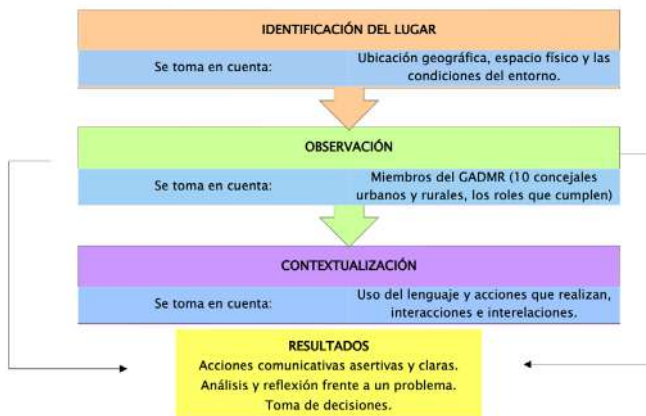 IDENTIFICACIÓN DEL LUGAR
Se toma en cuenta:
Ubicación geográfica, espacio físico y las
condiciones del entorno.
OBSERVACIÓN
Se toma en cuenta:
Miembros del GADMR (10 concejales
urbanos y rurales, los roles que cumplen)
CONTEXTUALIZACIÓN
Se toma en cuenta:
Uso del lenguaje y acciones que realizan,
interacciones e interelaciones.
RESULTADOS
Acciones comunicativas asertivas y claras.
Análisis y reflexión frente a un problema.
Toma de decisiones.